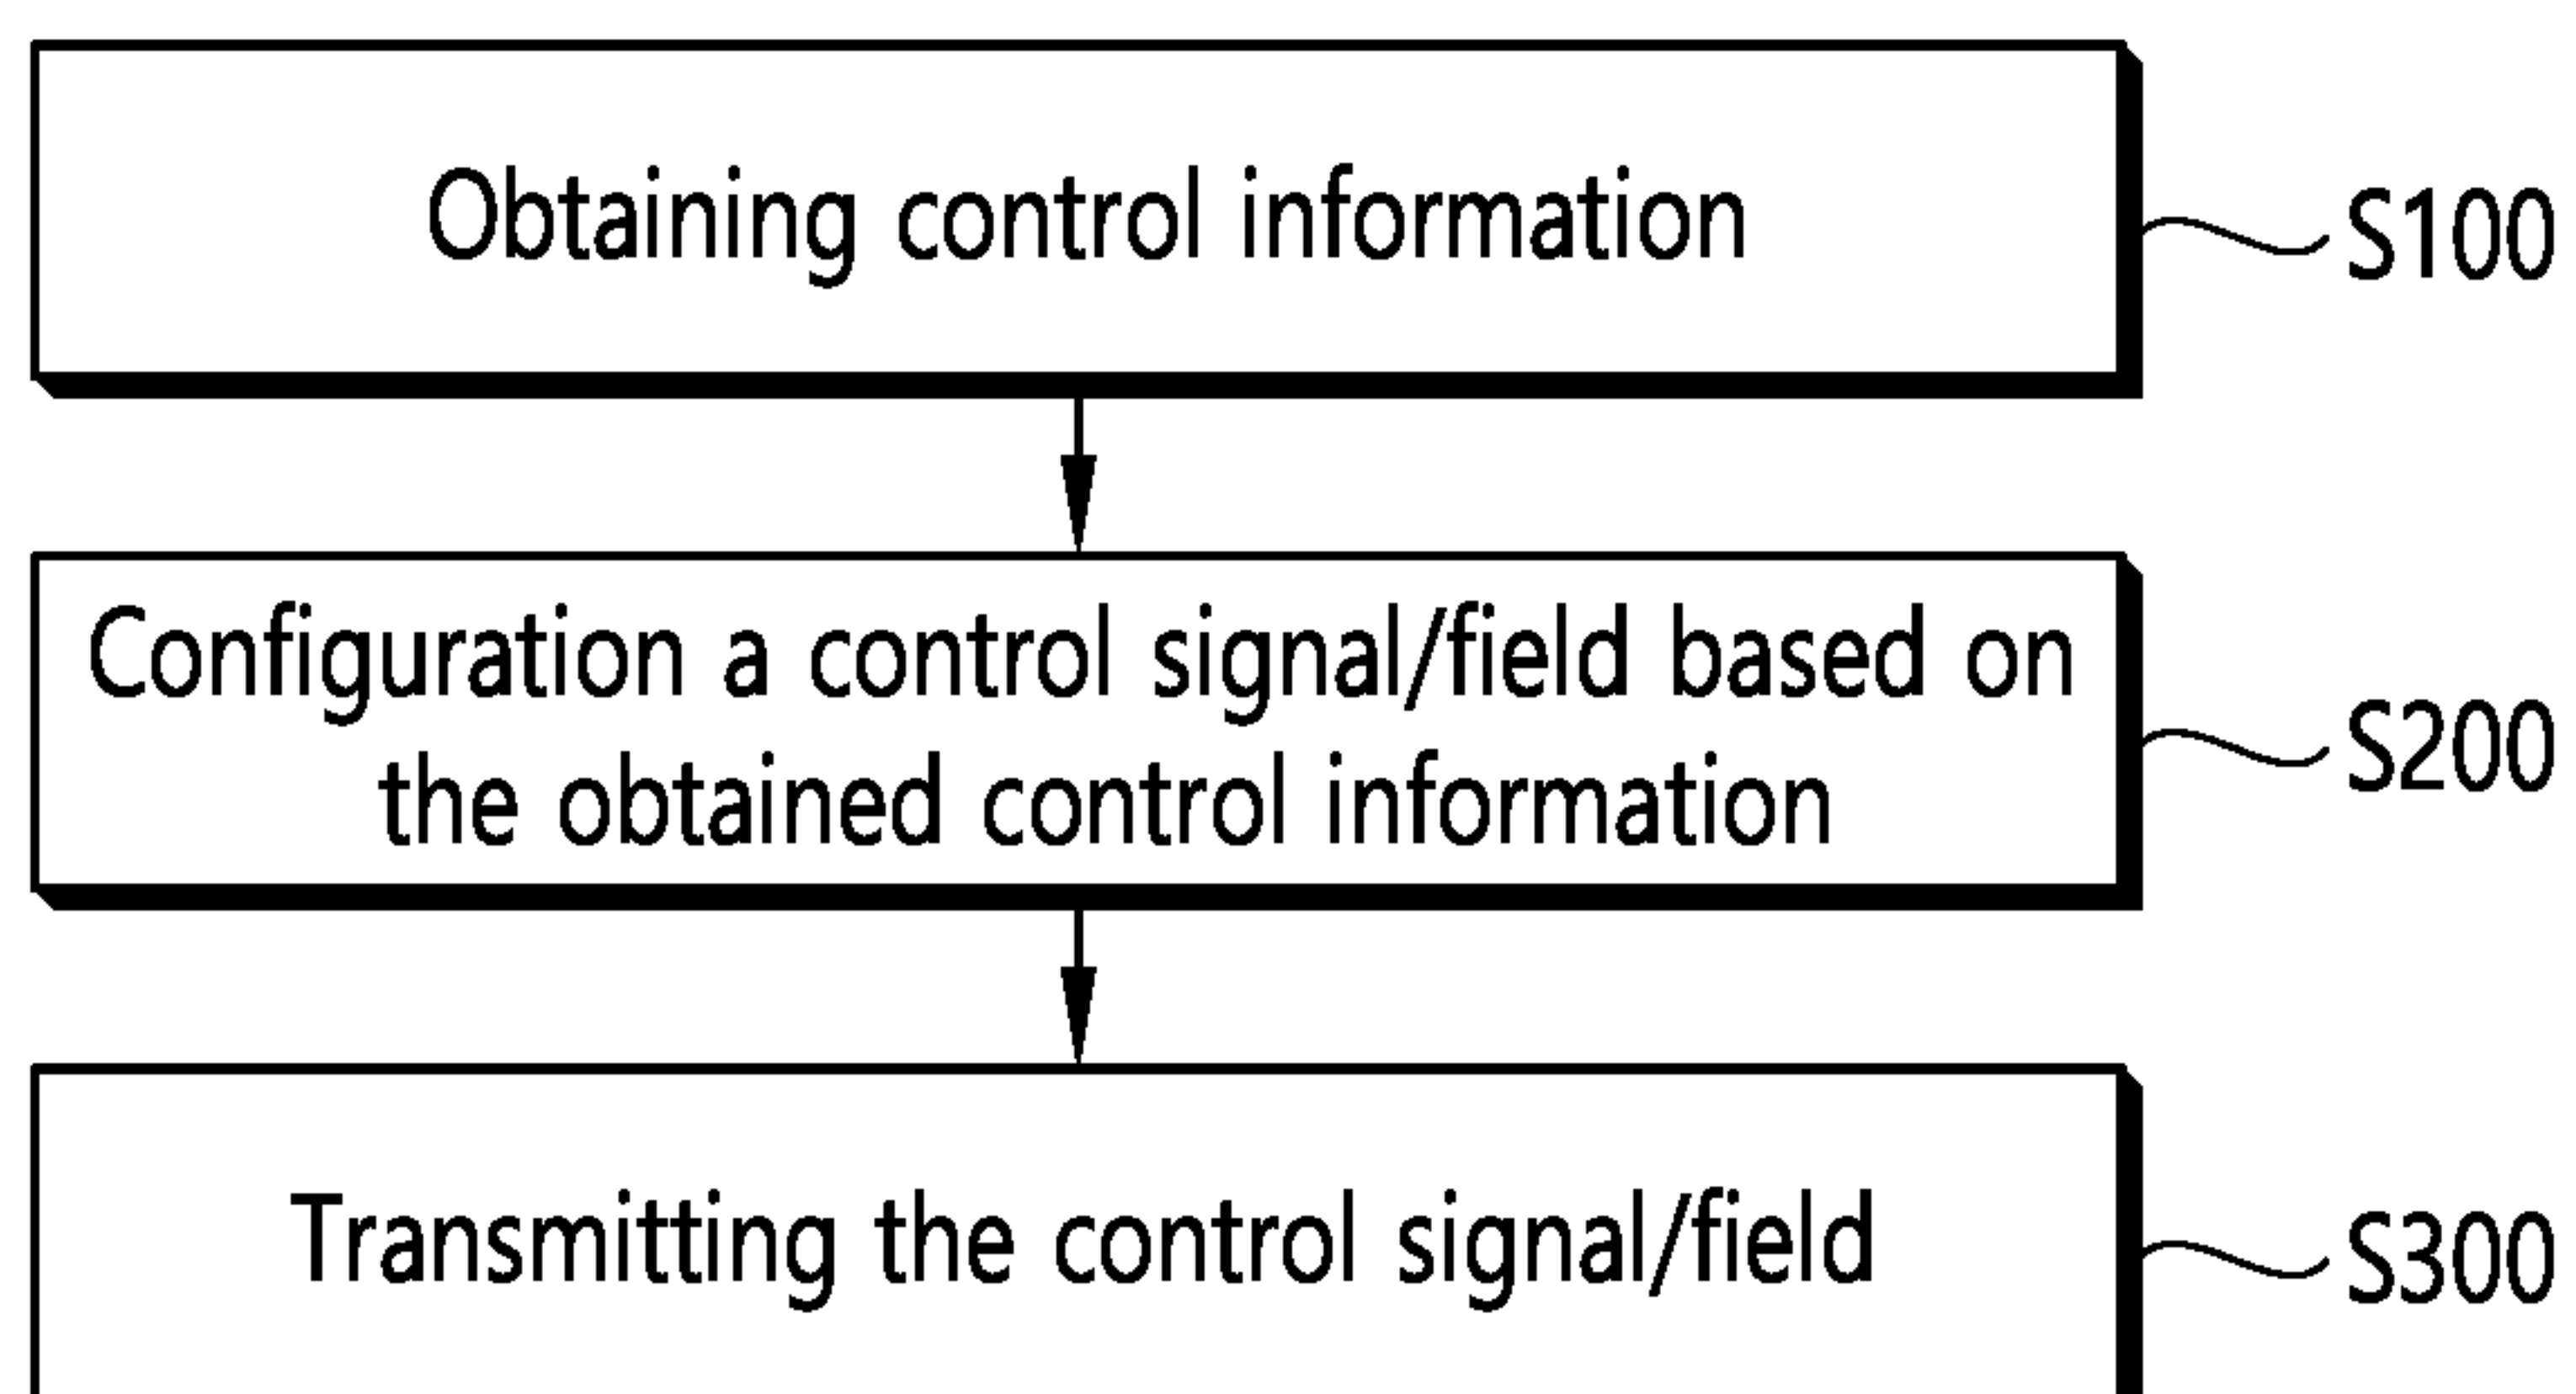 Obtaining control information
S100
Configuration a control signal/field based on
the obtained control information
S200
Transmitting the control signal/field
S300